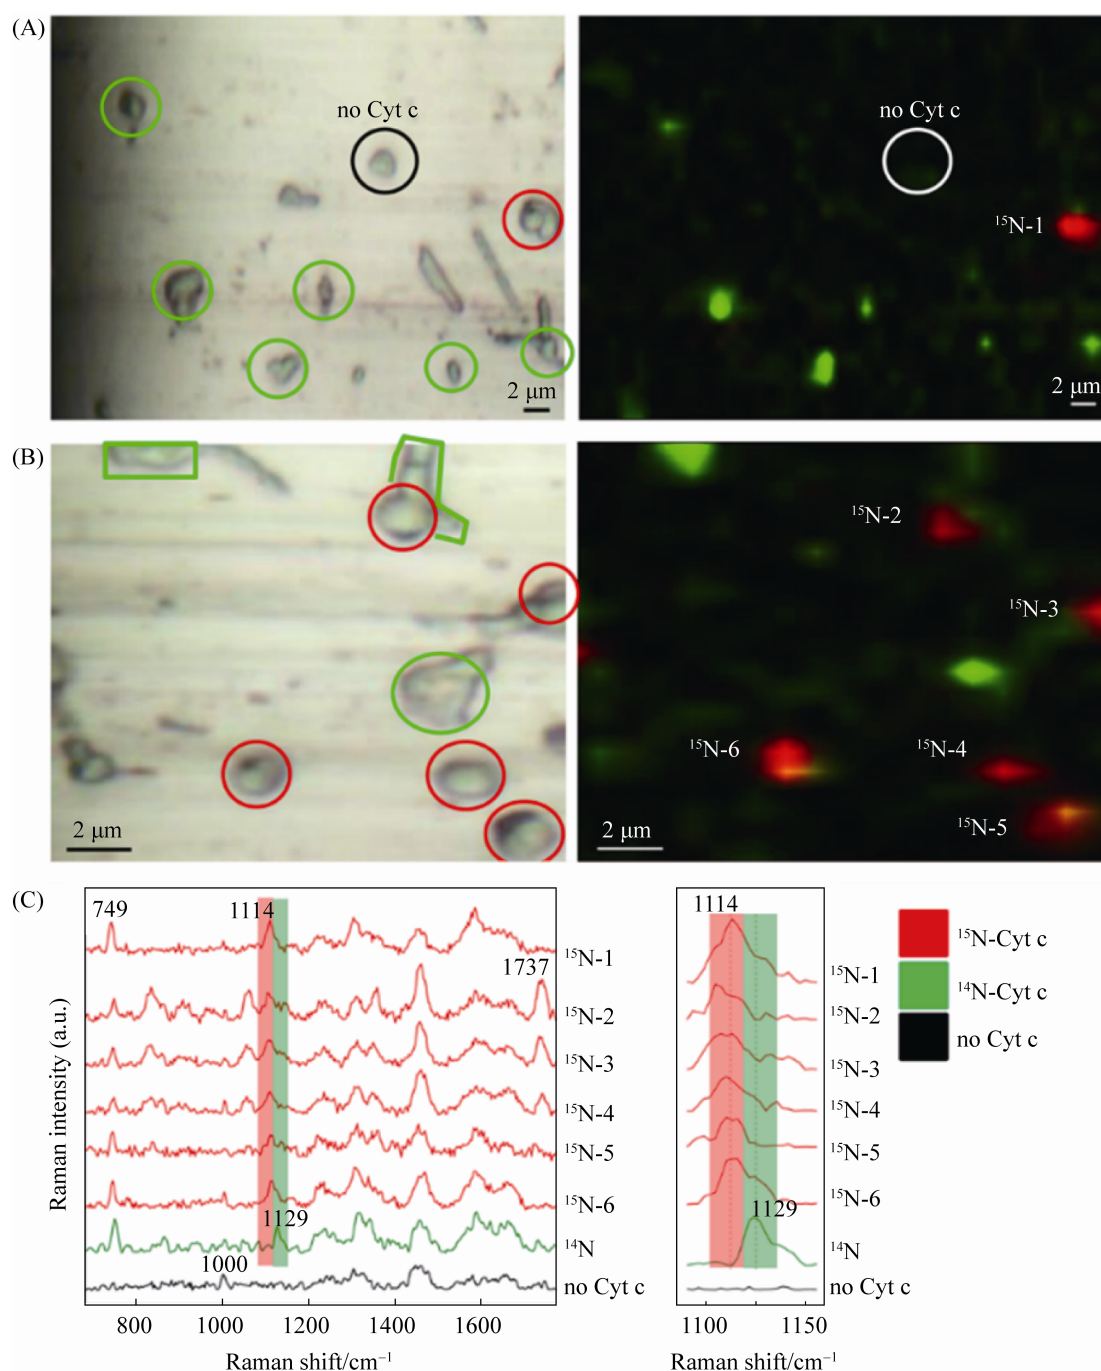 (A)
no Cyt c
no Cyt c
¹⁵N-1
2 μm
2 μm
(B)
¹⁵N-2
¹⁵N-3
¹⁵N-6
¹⁵N-4
¹⁵N-5
2 μm
2 μm
(C)
749
1114
1737
1129
1000
¹⁵N-1
¹⁵N-2
¹⁵N-3
¹⁵N-4
¹⁵N-5
¹⁵N-6
¹⁴N
no Cyt c
Raman intensity (a.u.)
800 1000 1200 1400 1600
Raman shift/cm⁻¹
1114
1129
¹⁵N-1
¹⁵N-2
¹⁵N-3
¹⁵N-4
¹⁵N-5
¹⁵N-6
¹⁴N
no Cyt c
1100 1150
Raman shift/cm⁻¹
¹⁵N-Cyt c
¹⁴N-Cyt c
no Cyt c